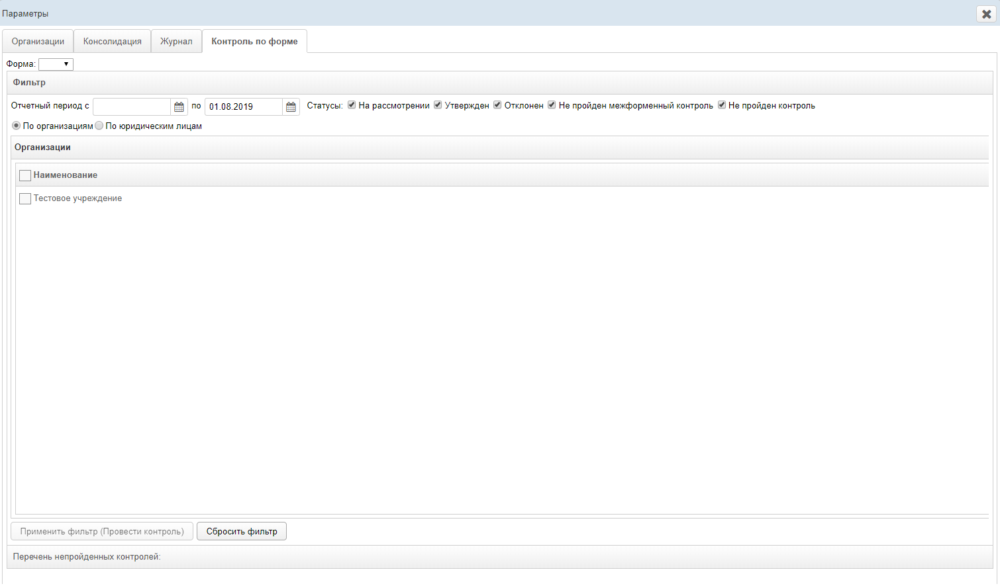 Параметры
Организации Консолидация Журнал Контроль по форме
Форма:
Фильтр
Отчетный период с по 01.08.2019 Статусы: На рассмотрении Утвержден Отклонен Не пройден межформенный контроль Не пройден контроль
По организациям По юридическим лицам
Организации
Наименование
Тестовое учреждение
Применить фильтр (Провести контроль) Сбросить фильтр
Перечень непройденных контролей: